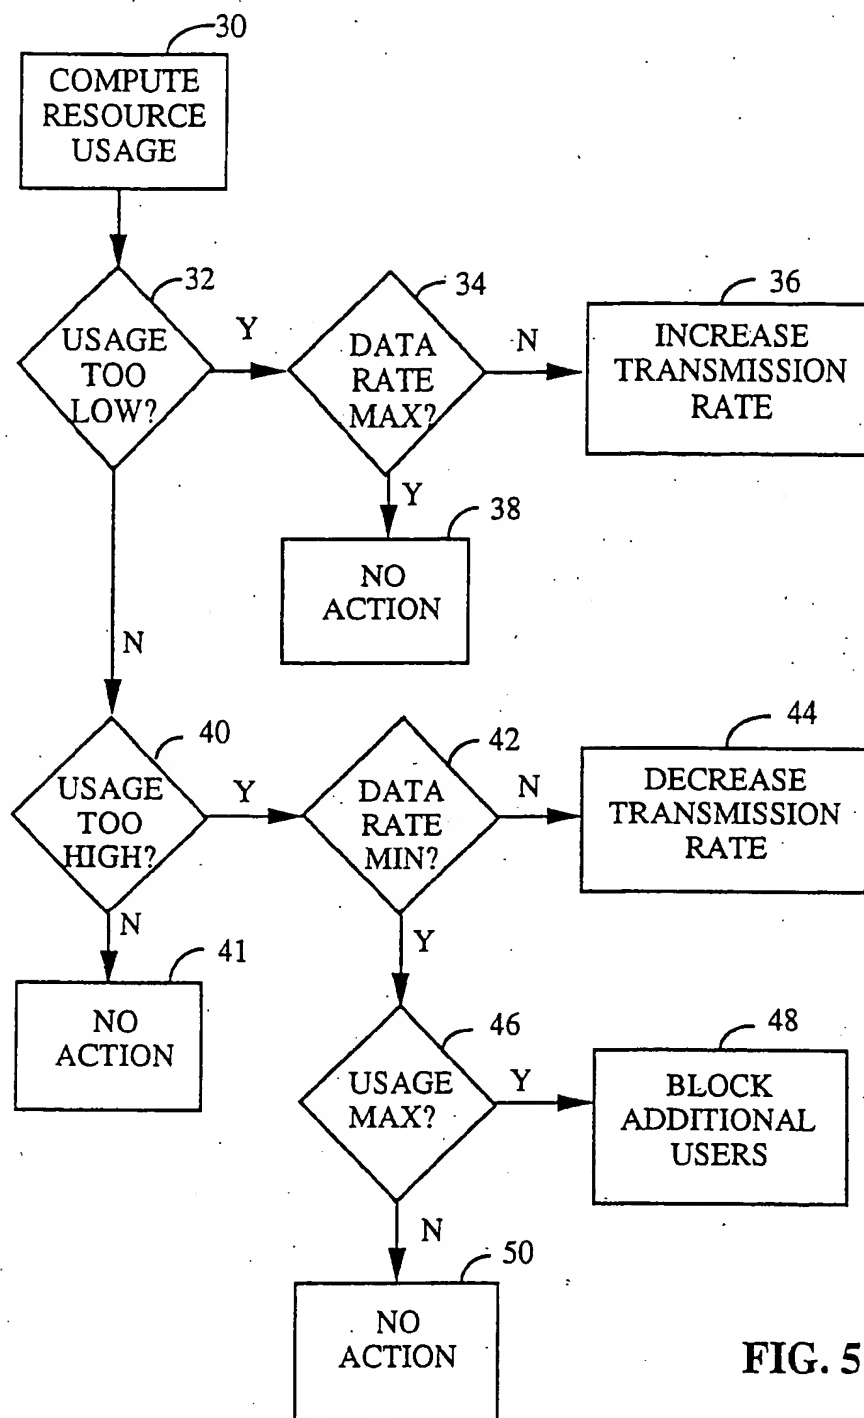 30
COMPUTE
RESOURCE
USAGE
32
USAGE
TOO
LOW?
Y
34
DATA
RATE
MAX?
N
36
INCREASE
TRANSMISSION
RATE
Y
38
NO
ACTION
N
40
USAGE
TOO
HIGH?
Y
42
DATA
RATE
MIN?
N
44
DECREASE
TRANSMISSION
RATE
N
41
NO
ACTION
Y
46
USAGE
MAX?
Y
48
BLOCK
ADDITIONAL
USERS
N
50
NO
ACTION
FIG. 5